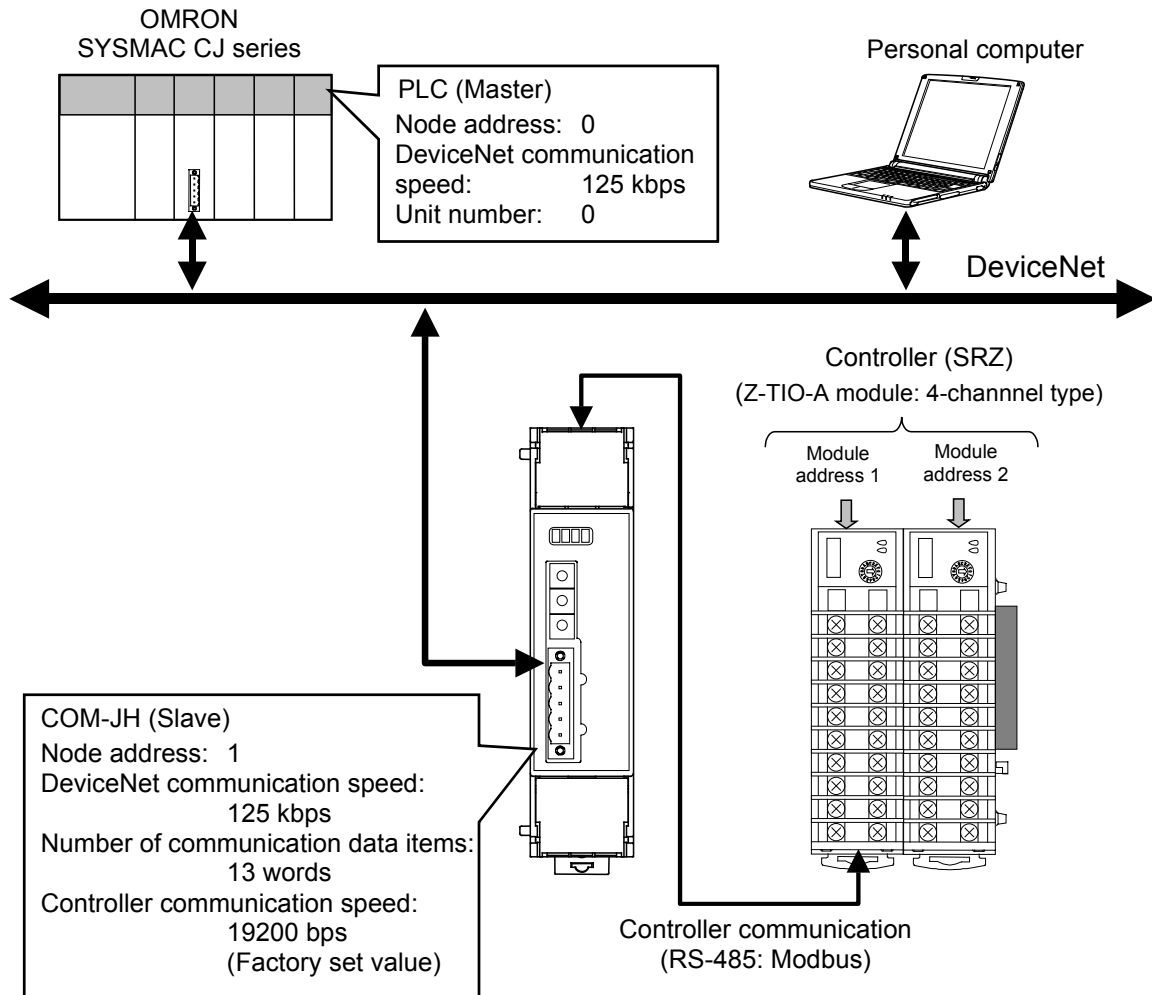 OMRON
SYSMAC CJ series
PLC (Master)
Node address: 0
DeviceNet communication
speed: 125 kbps
Unit number: 0
Personal computer
DeviceNet
Controller (SRZ)
(Z-TIO-A module: 4-channnel type)
Module
address 1
Module
address 2
COM-JH (Slave)
Node address: 1
DeviceNet communication speed:
125 kbps
Number of communication data items:
13 words
Controller communication speed:
19200 bps
(Factory set value)
Controller communication
(RS-485: Modbus)